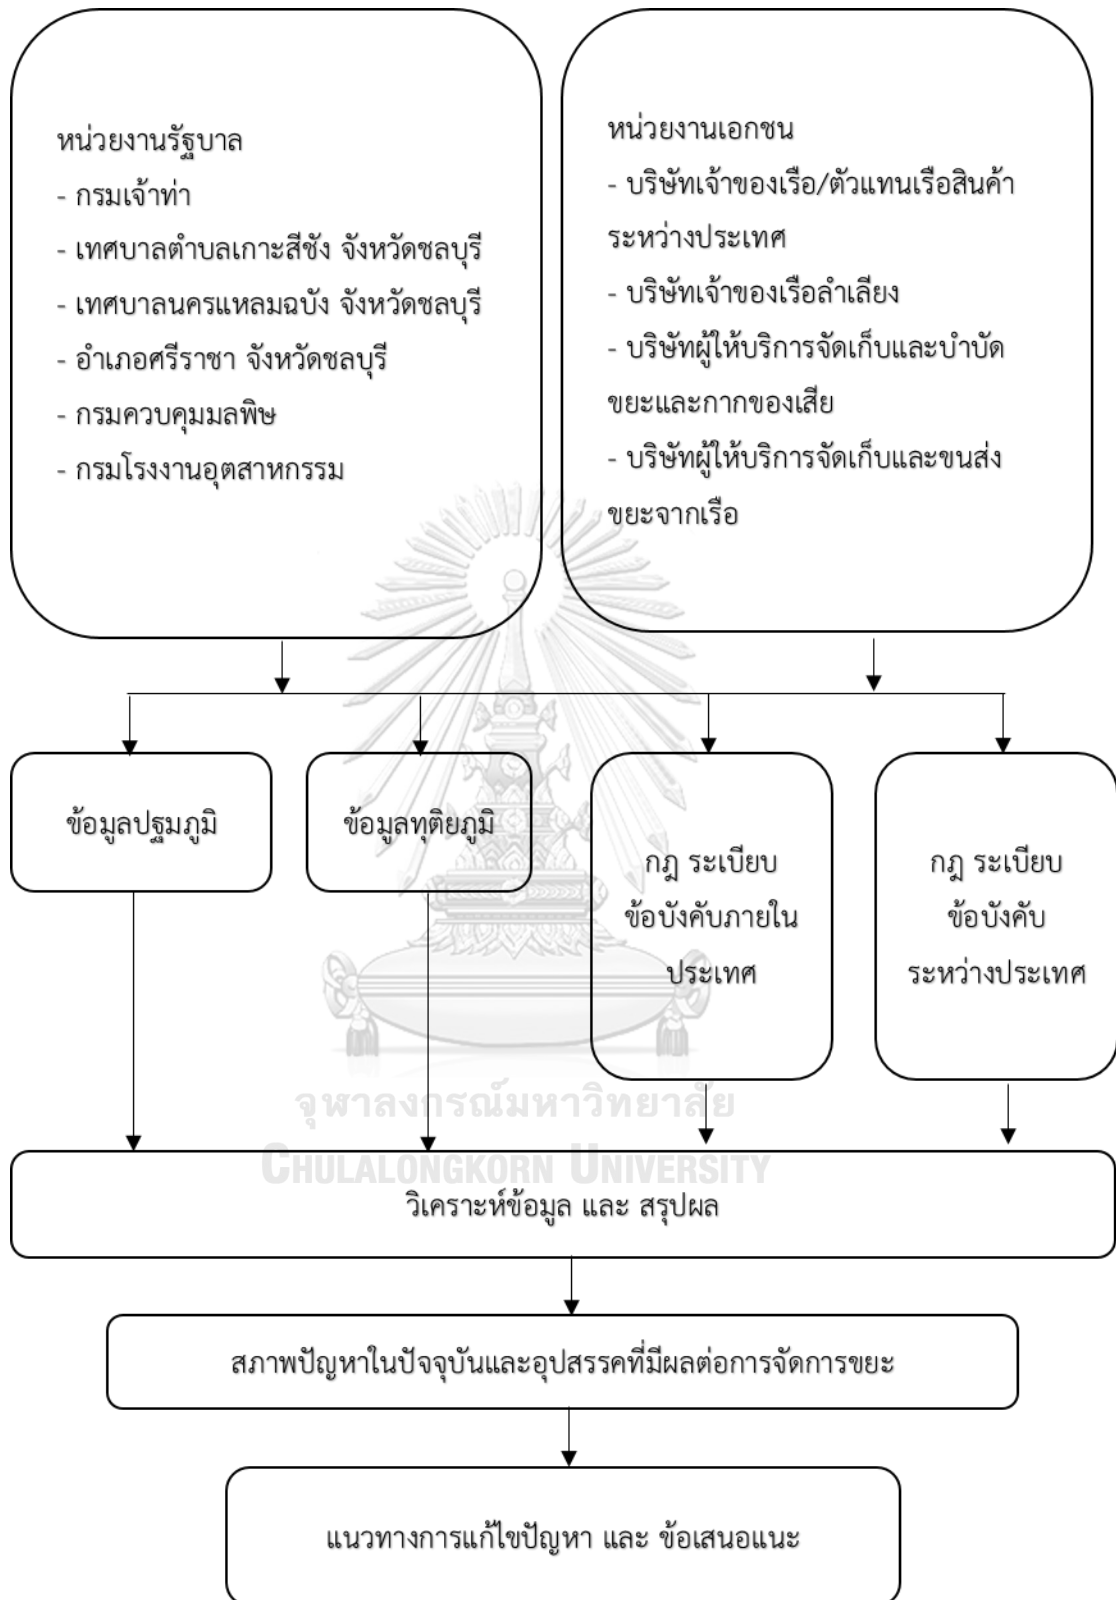 หน่วยงานรัฐบาล
- กรมเจ้าท่า
- เทศบาลตำบลเกาะสีชัง จังหวัดชลบุรี
- เทศบาลนครแหลมฉบัง จังหวัดชลบุรี
- อำเภอศรีราชา จังหวัดชลบุรี
- กรมควบคุมมลพิษ
- กรมโรงงานอุตสาหกรรม
หน่วยงานเอกชน
- บริษัทเจ้าของเรือ/ตัวแทนเรือสินค้า
ระหว่างประเทศ
- บริษัทเจ้าของเรือลำเลียง
- บริษัทผู้ให้บริการจัดเก็บและบำบัด
ขยะและกากของเสีย
- บริษัทผู้ให้บริการจัดเก็บและขนส่ง
ขยะจากเรือ
ข้อมูลปฐมภูมิ
ข้อมูลทุติยภูมิ
กฎ ระเบียบ
ข้อบังคับภายใน
ประเทศ
กฎ ระเบียบ
ข้อบังคับ
ระหว่างประเทศ
จุฬาลงกรณ์มหาวิทยาลัย
CHULALONGKORN UNIVERSITY
วิเคราะห์ข้อมูล และ สรุปผล
สภาพปัญหาในปัจจุบันและอุปสรรคที่มีผลต่อการจัดการขยะ
แนวทางการแก้ไขปัญหา และ ข้อเสนอแนะ